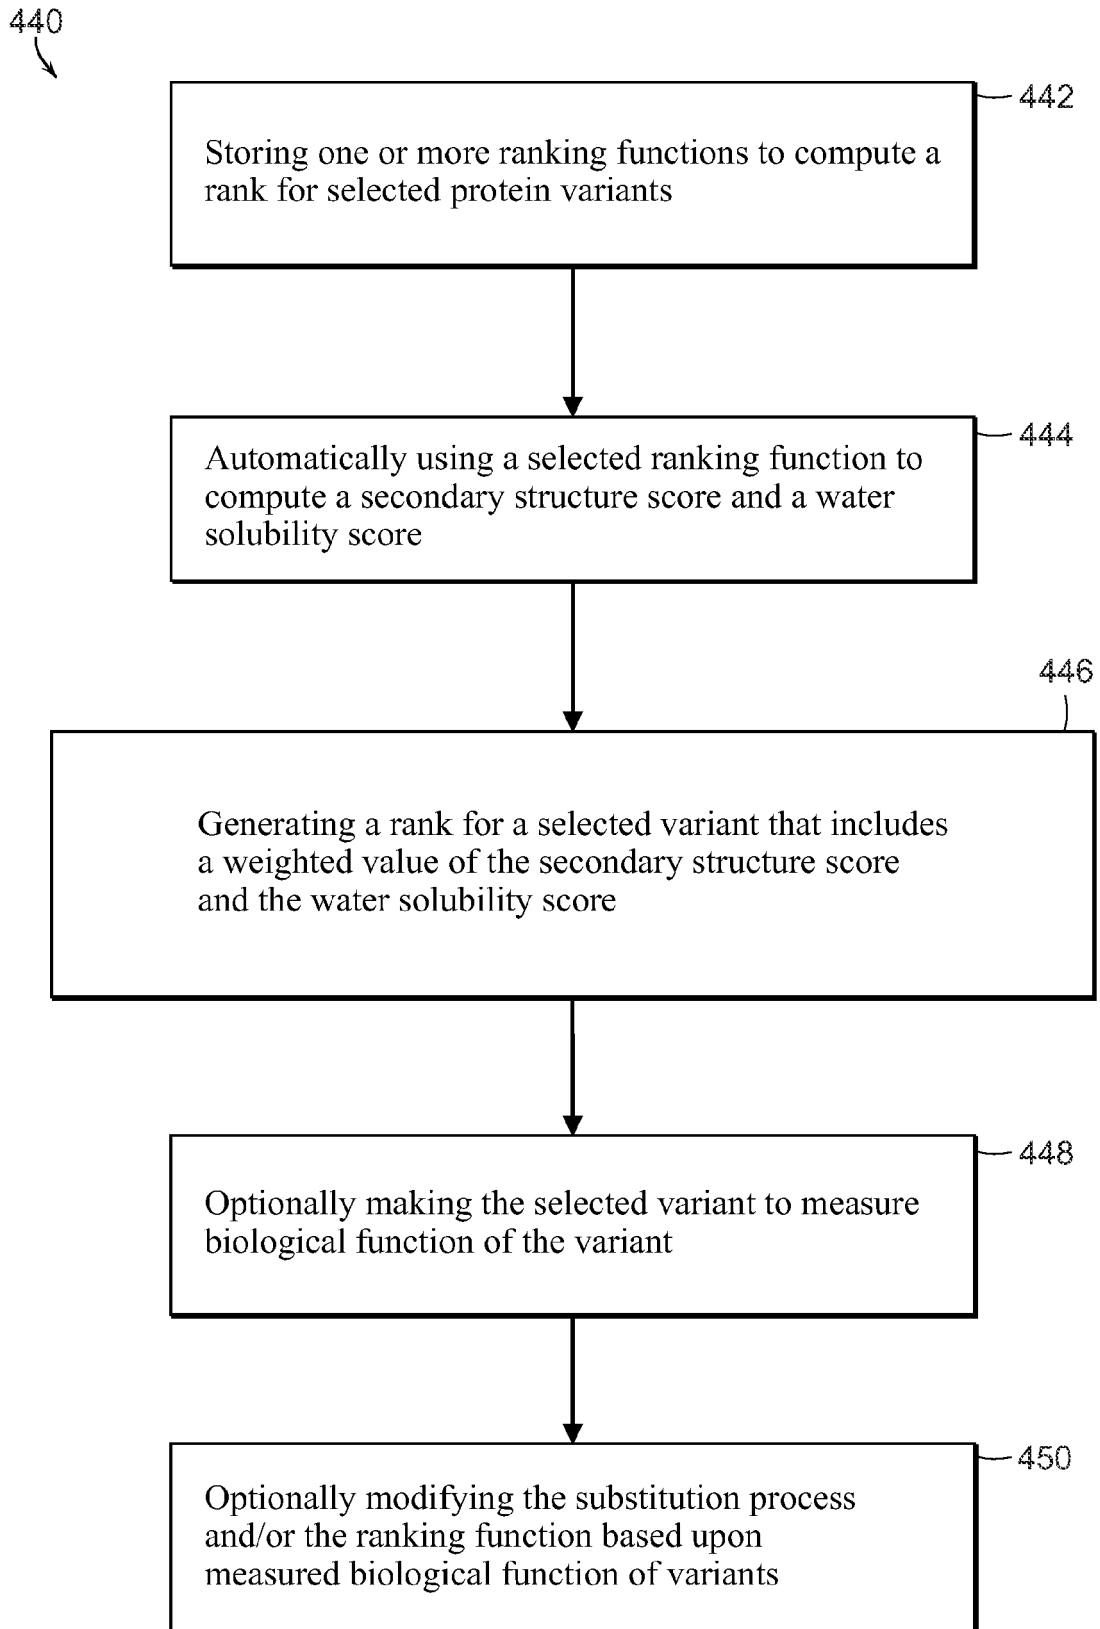 440
442
Storing one or more ranking functions to compute a
rank for selected protein variants
444
Automatically using a selected ranking function to
compute a secondary structure score and a water
solubility score
446
Generating a rank for a selected variant that includes
a weighted value of the secondary structure score
and the water solubility score
448
Optionally making the selected variant to measure
biological function of the variant
450
Optionally modifying the substitution process
and/or the ranking function based upon
measured biological function of variants